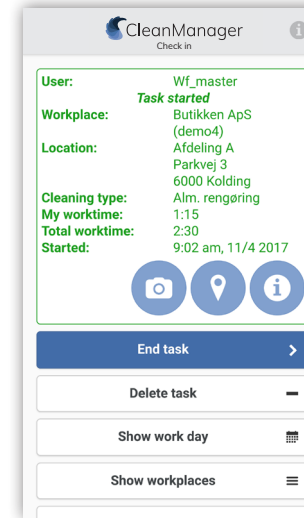 CleanManager
Check in
User: Wf_master
Task started
Workplace: Butikken ApS
(demo4)
Location: Afdeling A
Parkvej 3
6000 Kolding
Cleaning type: Alm. rengøring
My worktime: 1:15
Total worktime: 2:30
Started: 9:02 am, 11/4 2017
End task
Delete task
Show work day
Show workplaces